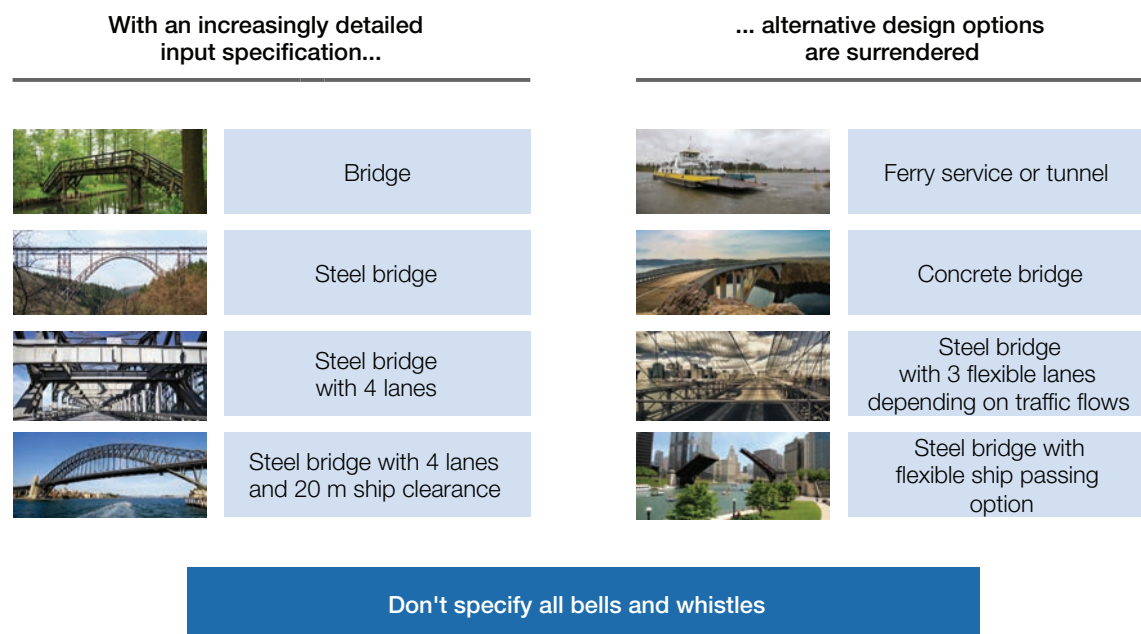 With an increasingly detailed
input specification...
... alternative design options
are surrendered
Bridge
Ferry service or tunnel
Steel bridge
Concrete bridge
Steel bridge
with 4 lanes
Steel bridge
with 3 flexible lanes
depending on traffic flows
Steel bridge with 4 lanes
and 20 m ship clearance
Steel bridge with
flexible ship passing
option
Don't specify all bells and whistles